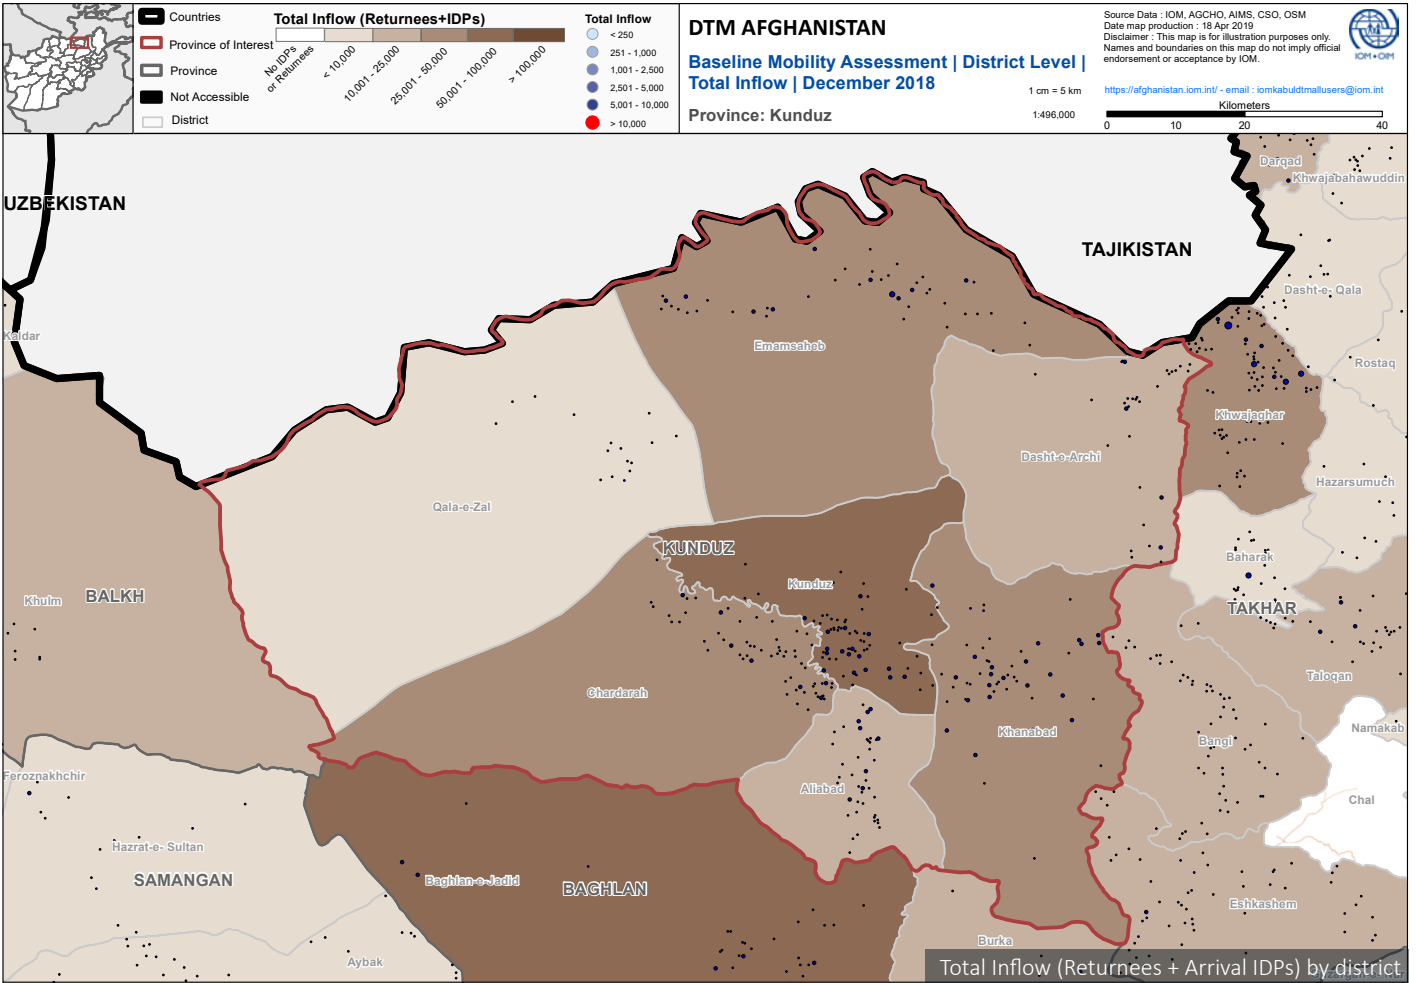 Countries
Province of Interest
Province
Not Accessible
District
Total Inflow (Returnees+IDPs)
No IDPs
or Returnees
< 10,000
10,001 - 25,000
25,001 - 50,000
50,001 - 100,000
> 100,000
Total Inflow
< 250
251 - 1,000
1,001 - 2,500
2,501 - 5,000
5,001 - 10,000
> 10,000
DTM AFGHANISTAN
Baseline Mobility Assessment | District Level |
Total Inflow | December 2018
Province: Kunduz
1 cm = 5 km
1:496,000
Source Data : IOM, AGCHO, AIMS, CSO, OSM
Date map production : 18 Apr 2019
Disclaimer : This map is for illustration purposes only.
Names and boundaries on this map do not imply official
endorsement or acceptance by IOM.
IOM • OIM
https://afghanistan.iom.int/ - email : iomkabuldtmallusers@iom.int
Kilometers
0 10 20 40
UZBEKISTAN
TAJIKISTAN
Darqad
Khwajabahawuddin
Dasht-e- Qala
Kaldar
Emamsaheb
Rostaq
Khwajaghar
Dasht-e-Archi
Hazarsumuch
Qala-e-Zal
KUNDUZ
Baharak
Kunduz
Khulm
BALKH
TAKHAR
Taloqan
Chardarah
Namakab
Khanabad
Bangi
Feroznakhchir
Aliabad
Chal
Hazrat-e- Sultan
SAMANGAN
Baghlan-e-Jadid
BAGHLAN
Eshkashem
Burka
Aybak
Total Inflow (Returnees + Arrival IDPs) by district